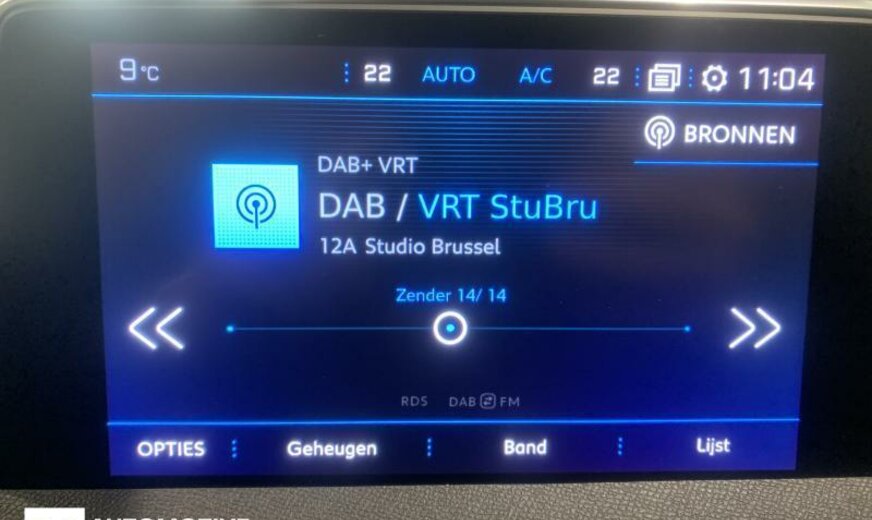 9°C 22 AUTO A/C 22 11:04
BRONNEN
DAB+ VRT
DAB / VRT StuBru
12A Studio Brussel
Zender 14/ 14
RDS DAB FM
OPTIES Geheugen Band Lijst
AUTOMOTIVE